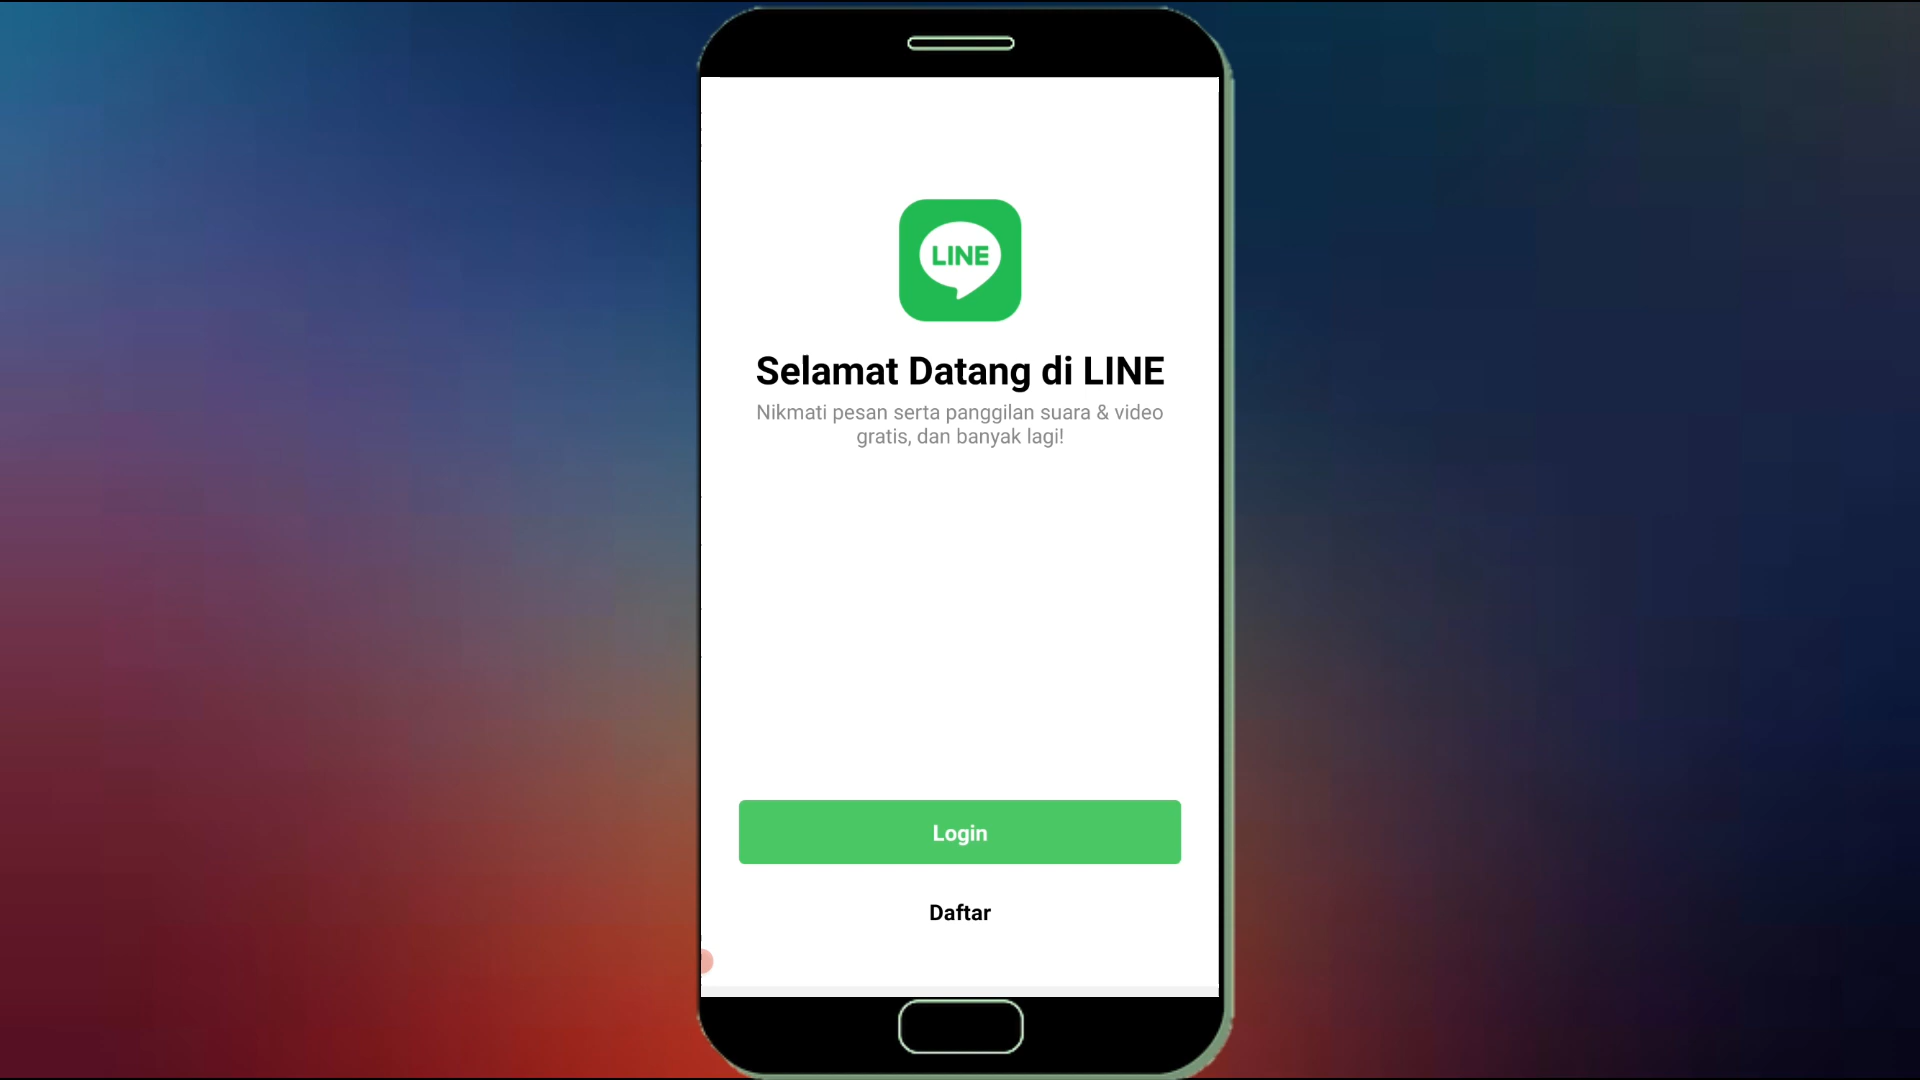 LINE
Selamat Datang di LINE
Nikmati pesan serta panggilan suara & video
gratis, dan banyak lagi!
Login
Daftar